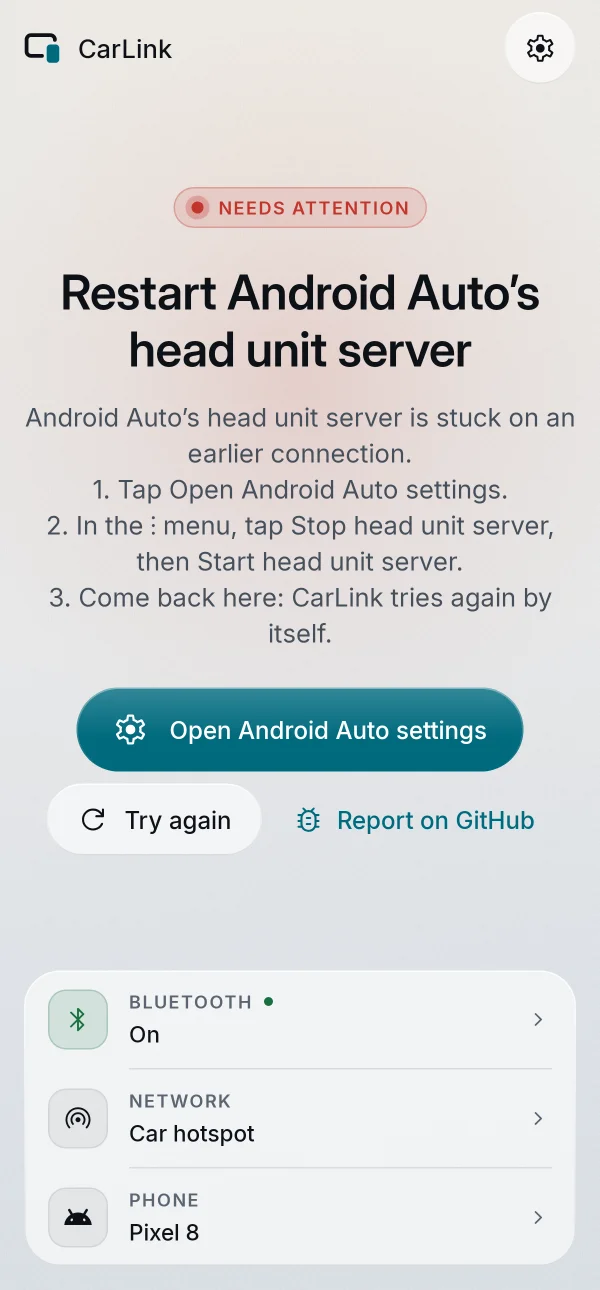 CarLink
NEEDS ATTENTION
Restart Android Auto’s
head unit server
Android Auto’s head unit server is stuck on an
earlier connection.
1. Tap Open Android Auto settings.
2. In the ⋮ menu, tap Stop head unit server,
then Start head unit server.
3. Come back here: CarLink tries again by
itself.
Open Android Auto settings
Try again
Report on GitHub
BLUETOOTH
On
NETWORK
Car hotspot
PHONE
Pixel 8